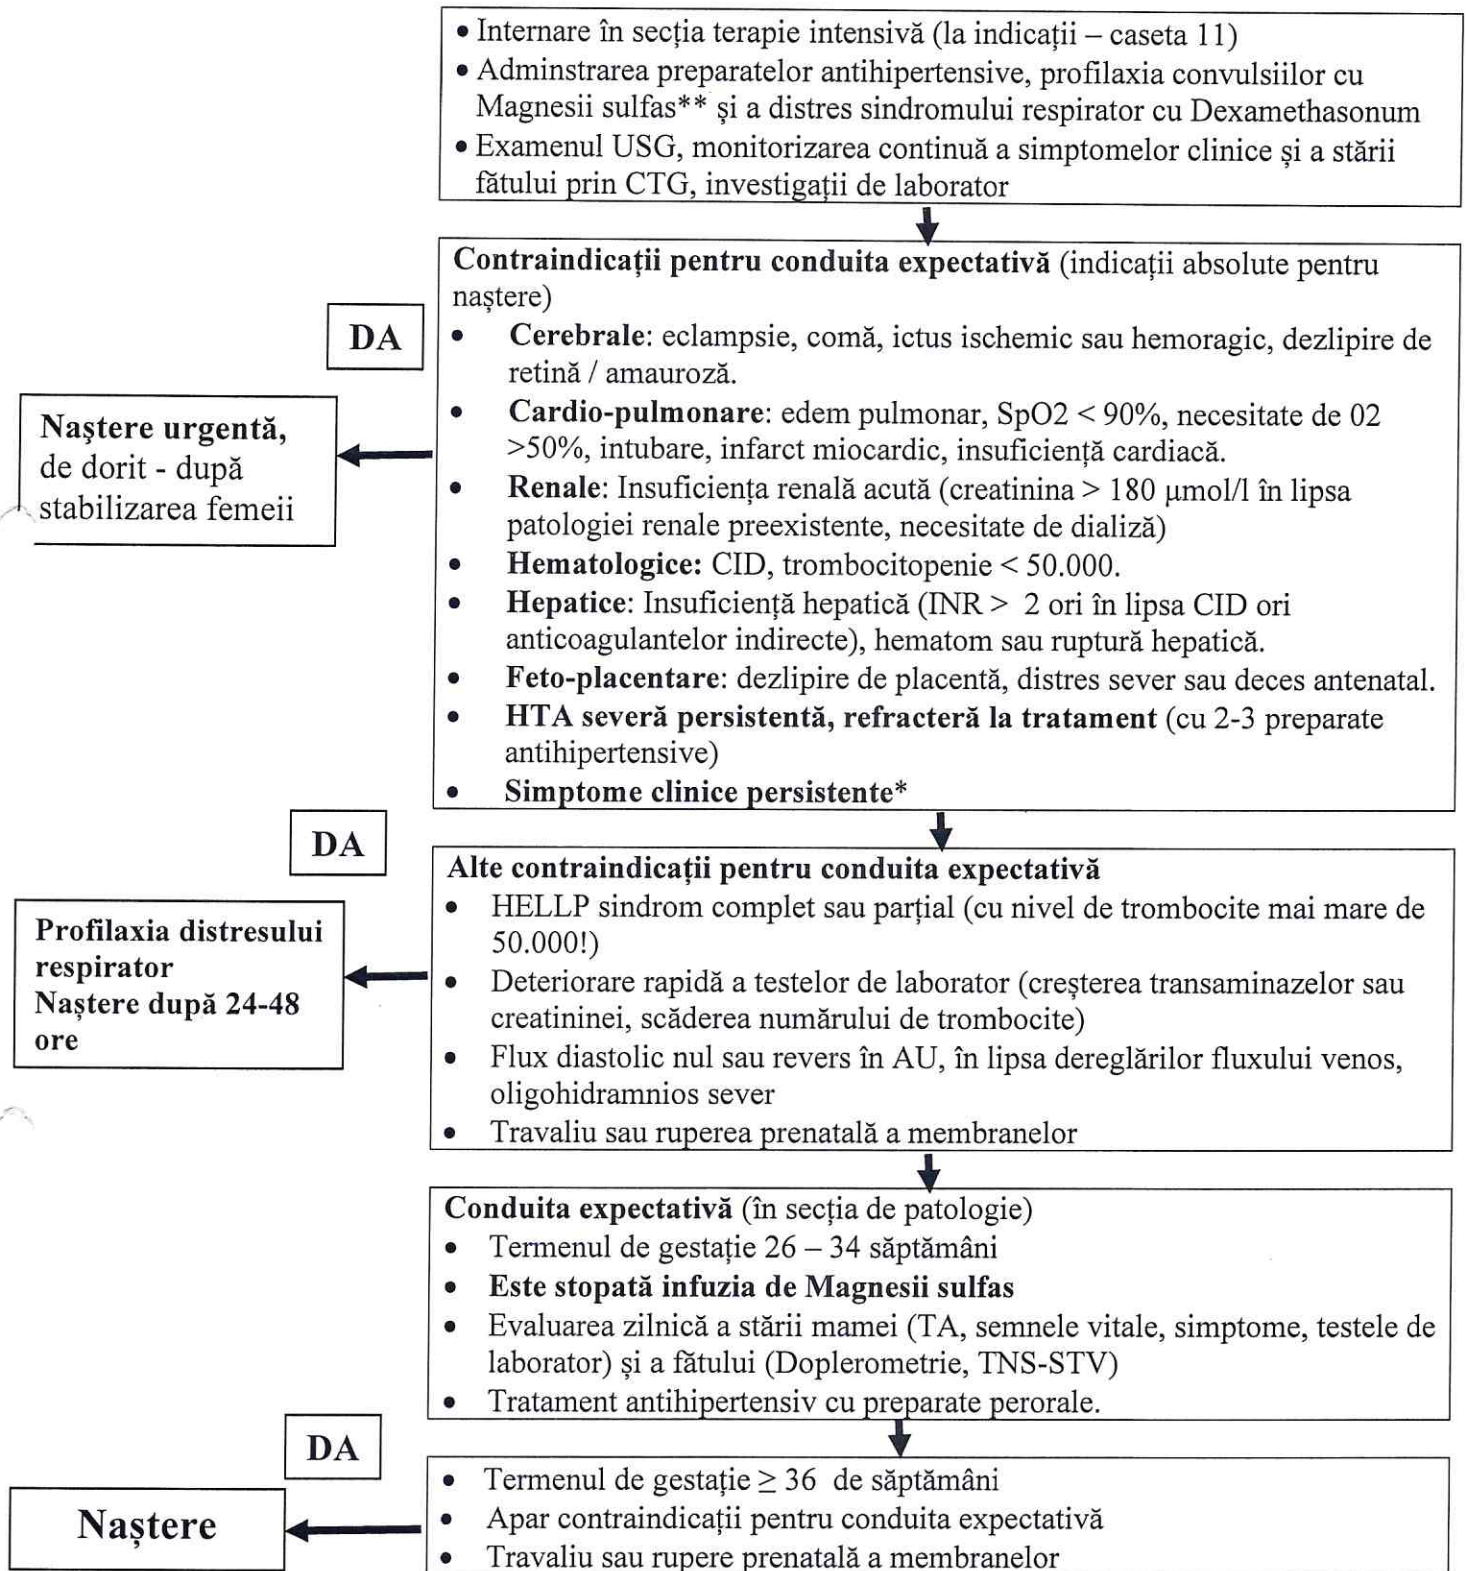 • Internare în secția terapie intensivă (la indicații – caseta 11)
• Adminstrarea preparatelor antihipertensive, profilaxia convulsiilor cu
Magnesii sulfas** și a distres sindromului respirator cu Dexamethasonum
• Examenul USG, monitorizarea continuă a simptomelor clinice și a stării
fătului prin CTG, investigații de laborator
Contraindicații pentru conduita expectativă (indicații absolute pentru
naștere)
DA
• Cerebrale: eclampsie, comă, ictus ischemic sau hemoragic, dezlipire de
retină / amauroză.
• Cardio-pulmonare: edem pulmonar, SpO2 < 90%, necesitate de 02
>50%, intubare, infarct miocardic, insuficiență cardiacă.
• Renale: Insuficiența renală acută (creatinina > 180 μmol/l în lipsa
patologiei renale preexistente, necesitate de dializă)
• Hematologice: CID, trombocitopenie < 50.000.
• Hepatice: Insuficiență hepatică (INR > 2 ori în lipsa CID ori
anticoagulantelor indirecte), hematom sau ruptură hepatică.
• Feto-placentare: dezlipire de placentă, distres sever sau deces antenatal.
• HTA severă persistentă, refracteră la tratament (cu 2-3 preparate
antihipertensive)
• Simptome clinice persistente*
Naştere urgentă,
de dorit - după
stabilizarea femeii
DA
Alte contraindicații pentru conduita expectativă
• HELLP sindrom complet sau parțial (cu nivel de trombocite mai mare de
50.000!)
• Deteriorare rapidă a testelor de laborator (creșterea transaminazelor sau
creatininei, scăderea numărului de trombocite)
• Flux diastolic nul sau revers în AU, în lipsa dereglărilor fluxului venos,
oligohidramnios sever
• Travaliu sau ruperea prenatală a membranelor
Profilaxia distresului
respirator
Naștere după 24-48
ore
Conduita expectativă (în secția de patologie)
• Termenul de gestație 26 – 34 săptămâni
• Este stopată infuzia de Magnesii sulfas
• Evaluarea zilnică a stării mamei (TA, semnele vitale, simptome, testele de
laborator) și a fătului (Doplerometrie, TNS-STV)
• Tratament antihipertensiv cu preparate perorale.
DA
• Termenul de gestație ≥ 36 de săptămâni
• Apar contraindicații pentru conduita expectativă
• Travaliu sau rupere prenatală a membranelor
Naștere